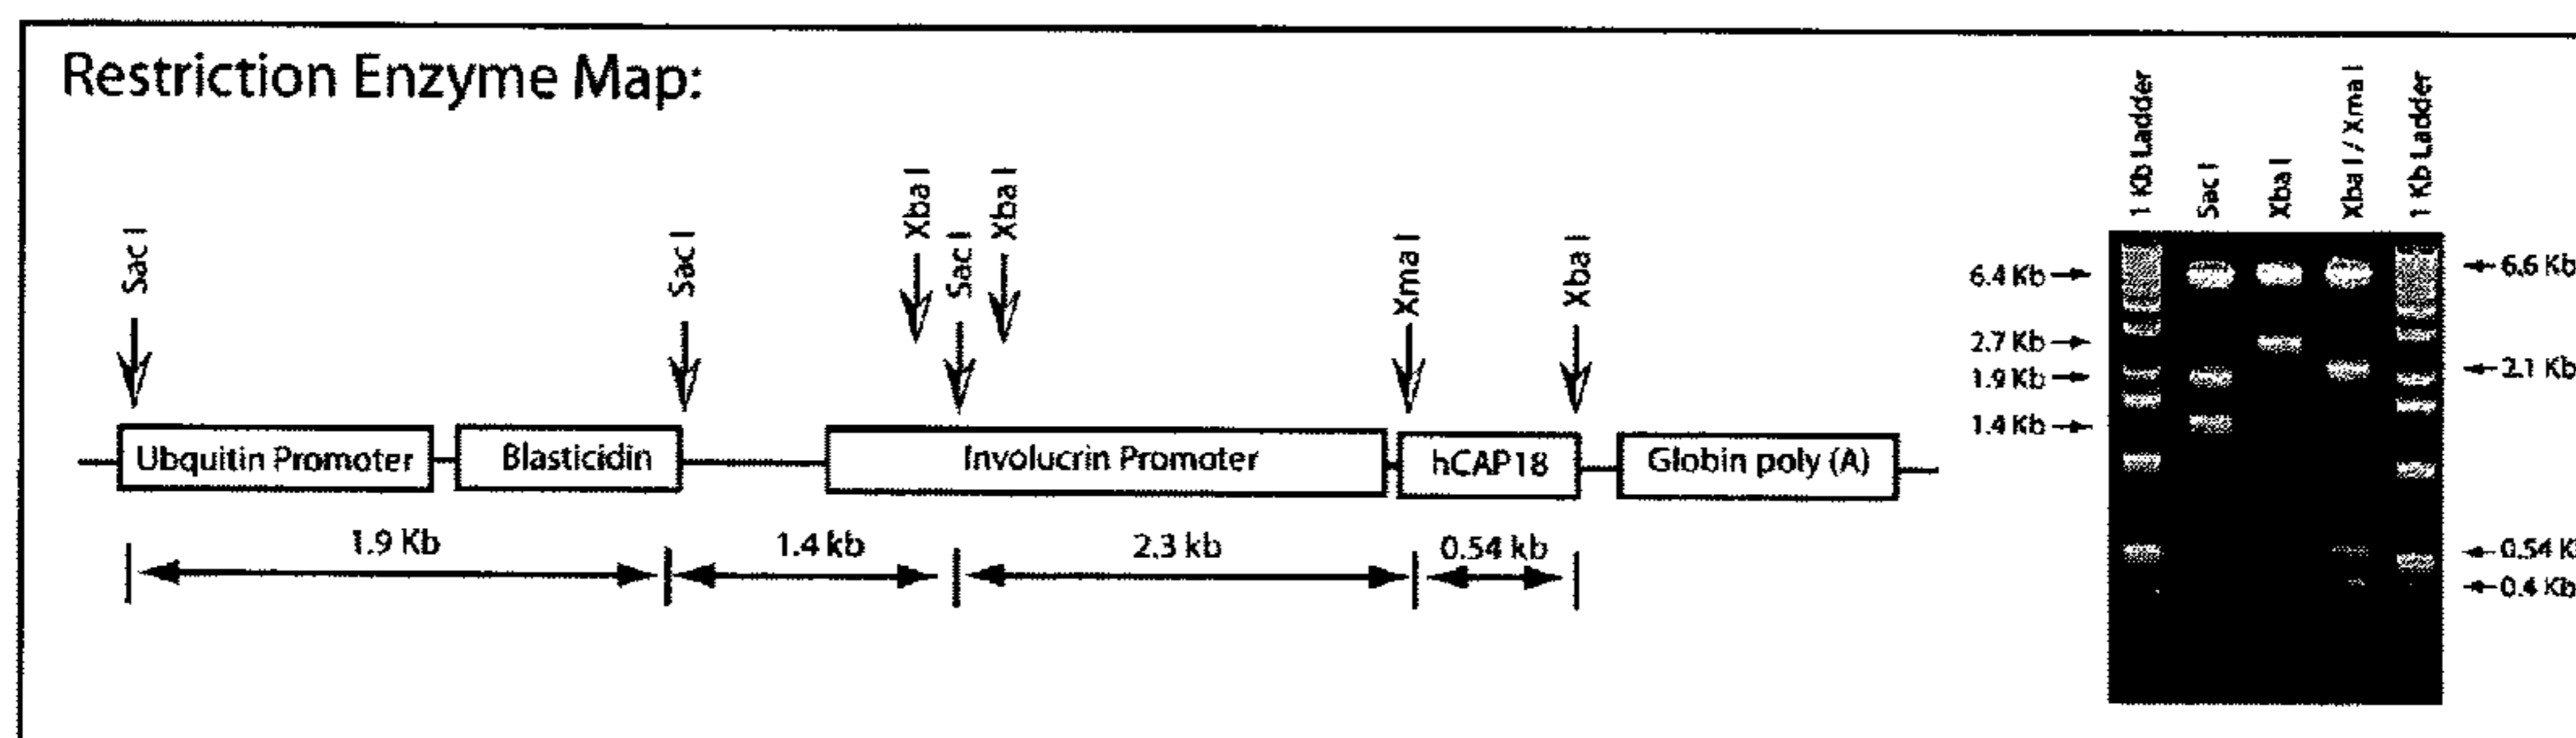 Restriction Enzyme Map:
Sac I
Sac I
Xba I
Sac I
Xba I
Xma I
Xba I
Ubquitin Promoter
Blasticidin
Involucrin Promoter
hCAP18
Globin poly (A)
1.9 Kb
1.4 kb
2.3 kb
0.54 kb
1 Kb Ladder
Sac I
Xba I
Xba I / Xma I
1 Kb Ladder
6.4 Kb
2.7 Kb
1.9 Kb
1.4 Kb
6.6 Kb
2.1 Kb
0.54 K
0.4 Kb